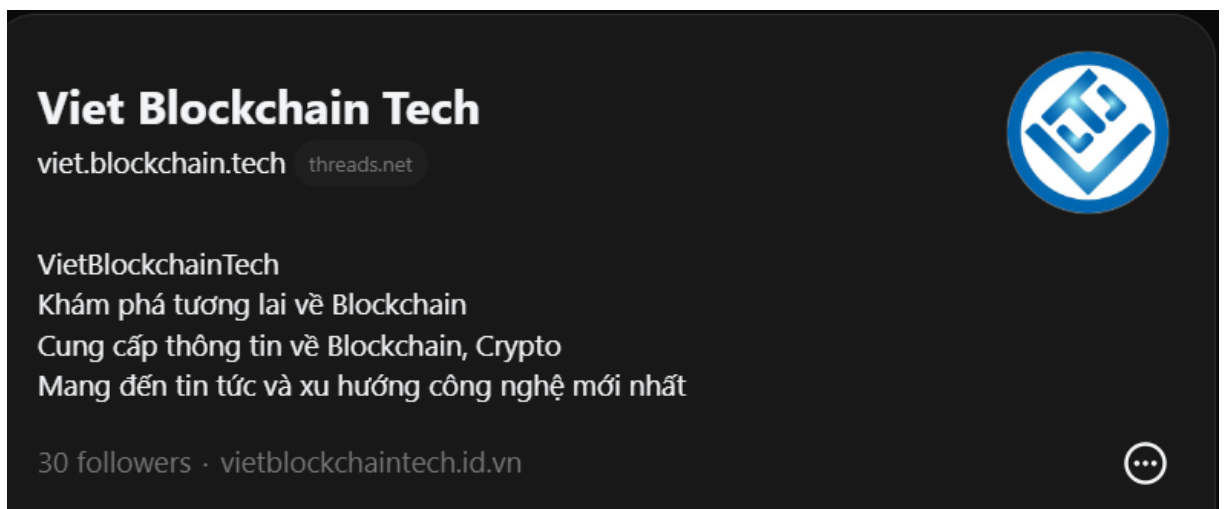 Viet Blockchain Tech
viet.blockchain.tech threads.net
VietBlockchainTech
Khám phá tương lai về Blockchain
Cung cấp thông tin về Blockchain, Crypto
Mang đến tin tức và xu hướng công nghệ mới nhất
30 followers · vietblockchaintech.id.vn